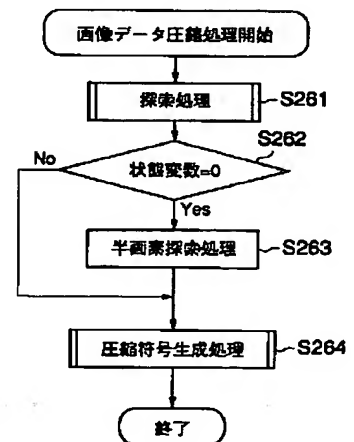 画像データ圧縮処理開始
探索処理
S261
S262
状態変数=0
No
Yes
半画素探索処理
S263
圧縮符号生成処理
S264
終了